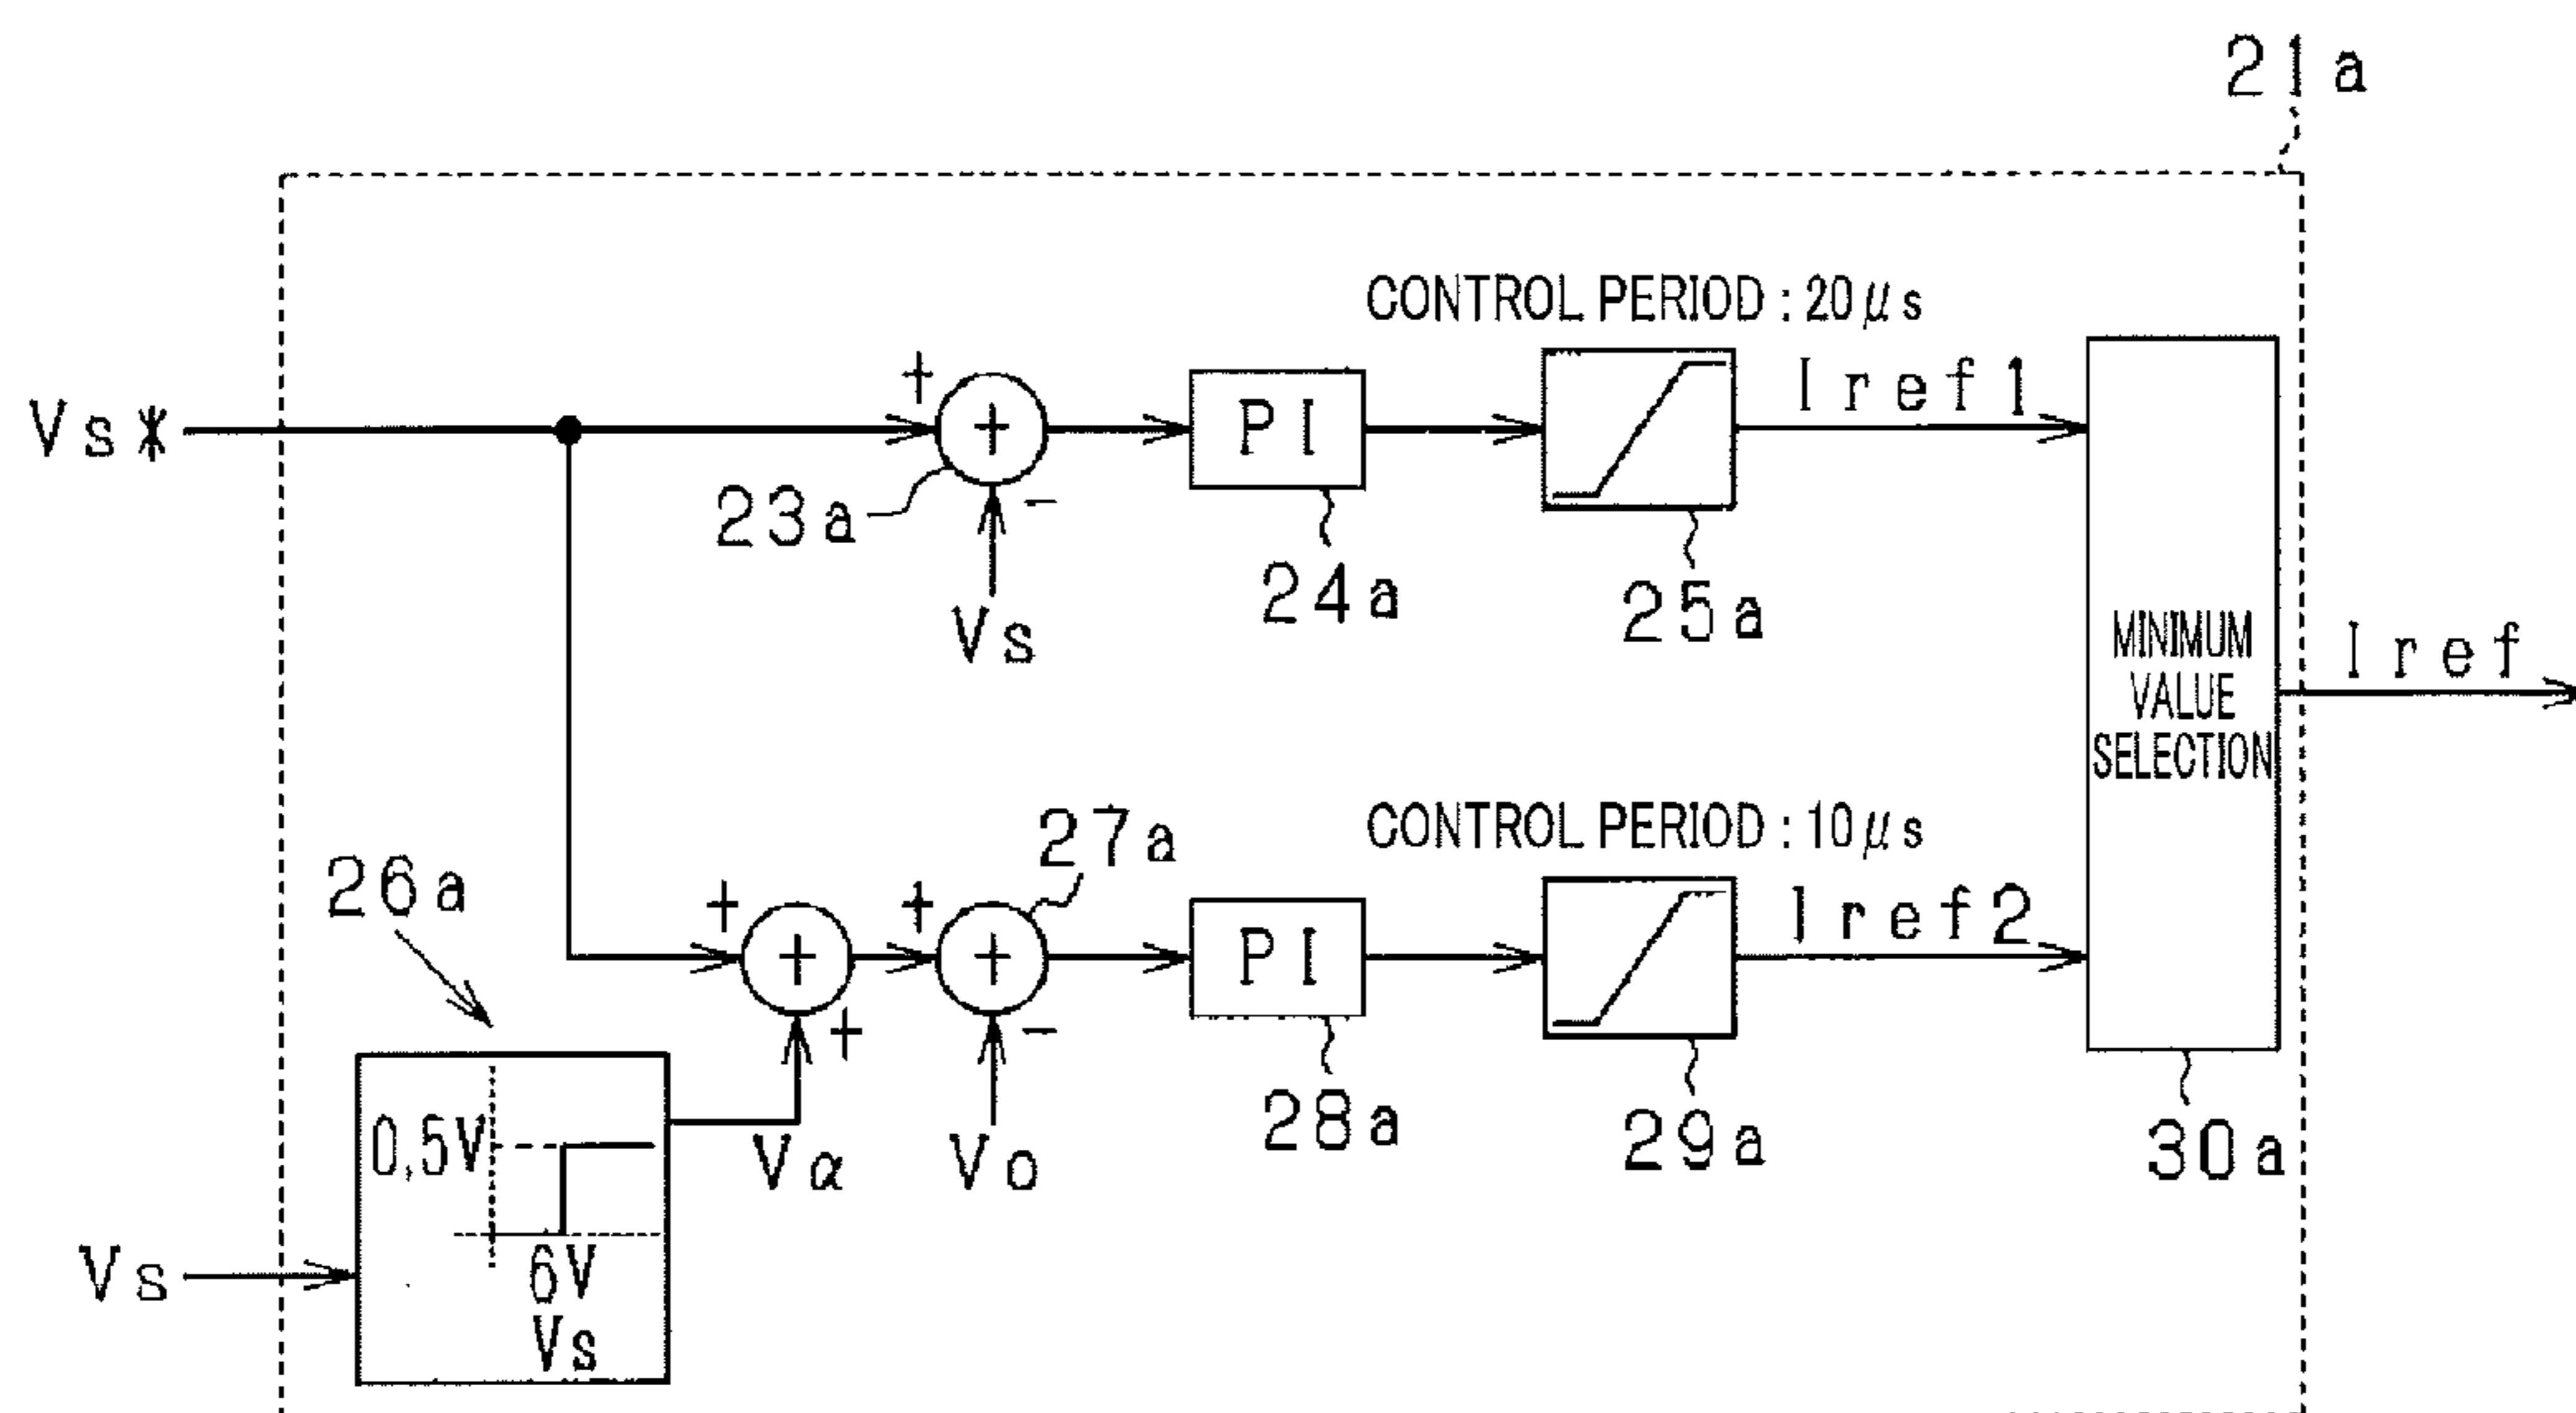 21a
CONTROL PERIOD : 20μs
Iref1
Vs*
+
+
PI
-
23a
24a
25a
Vs
MINIMUM
VALUE
SELECTION
Iref
CONTROL PERIOD : 10μs
27a
26a
Iref2
+
+
+
+
PI
+
-
28a
29a
30a
0,5V
Vα
Vo
Vs
6V
Vs